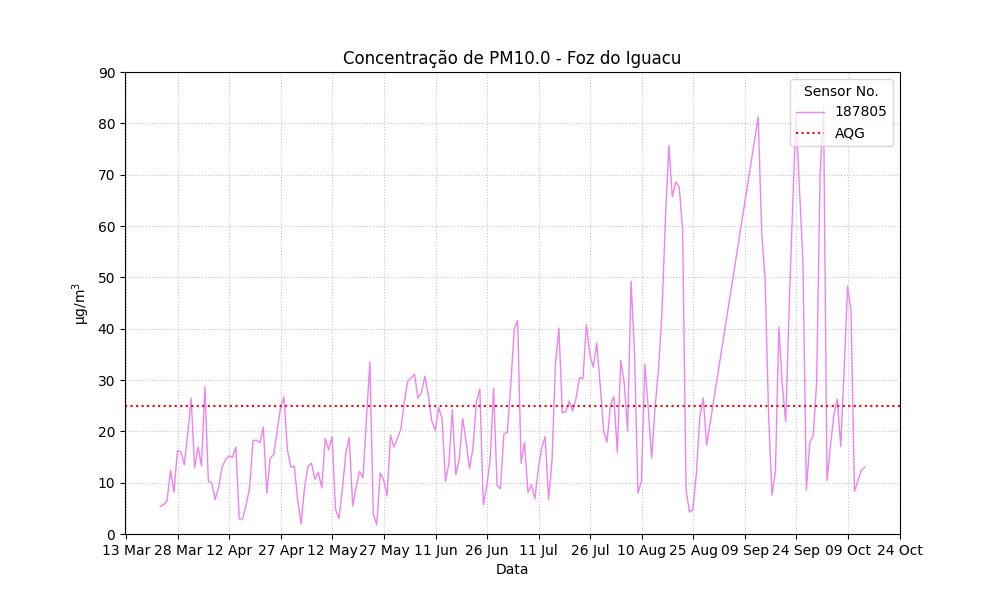 Concentração de PM10.0 - Foz do Iguacu
Sensor No.
187805
AQG
90
80
70
60
50
40
30
20
10
0
µg/m³
13 Mar 28 Mar 12 Apr 27 Apr 12 May 27 May 11 Jun 26 Jun 11 Jul 26 Jul 10 Aug 25 Aug 09 Sep 24 Sep 09 Oct 24 Oct
Data